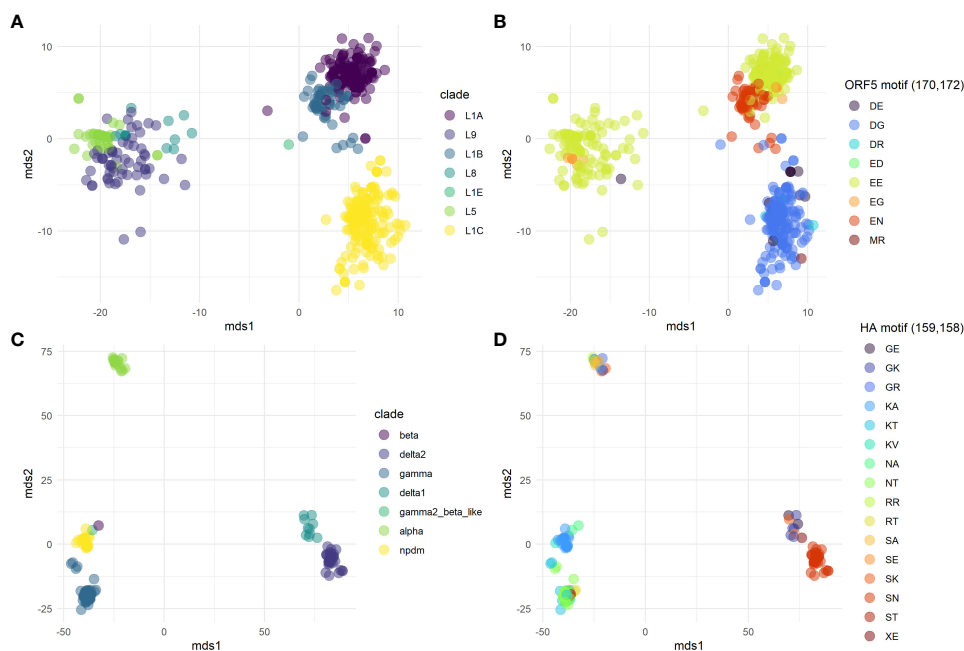 A
10
0
-10
mds2
-20
-10
0
10
mds1
clade
L1A
L9
L1B
L8
L1E
L5
L1C
B
10
0
-10
mds2
-20
-10
0
10
mds1
ORF5 motif (170,172)
DE
DG
DR
ED
EE
EG
EN
MR
C
75
50
25
0
-25
mds2
-50
0
50
mds1
clade
beta
delta2
gamma
delta1
gamma2_beta_like
alpha
npdm
D
75
50
25
0
-25
mds2
-50
0
50
mds1
HA motif (159,158)
GE
GK
GR
KA
KT
KV
NA
NT
RR
RT
SA
SE
SK
SN
ST
XE